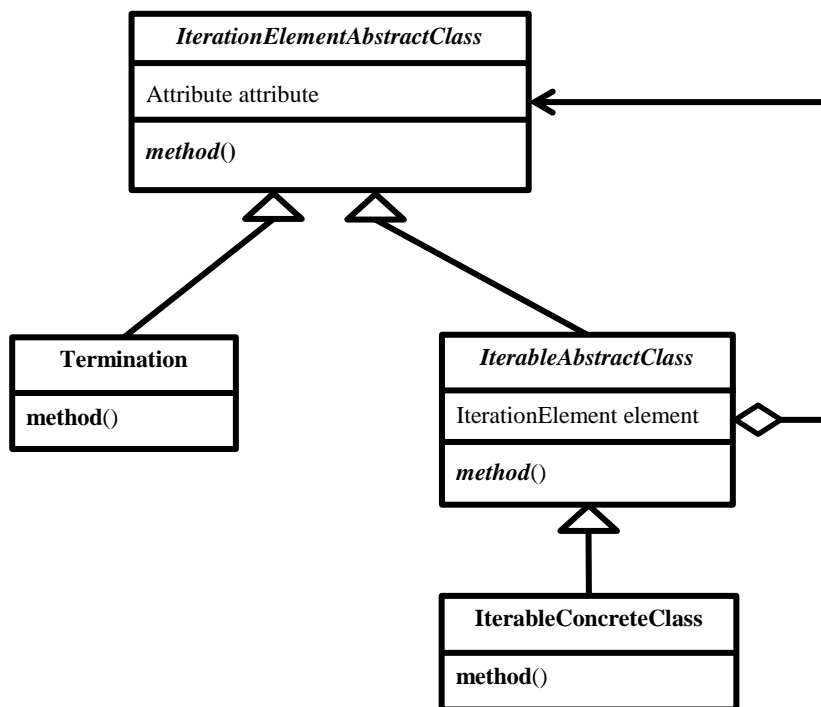 IterationElementAbstractClass
Attribute attribute
method()
Termination
method()
IterableAbstractClass
IterationElement element
method()
IterableConcreteClass
method()